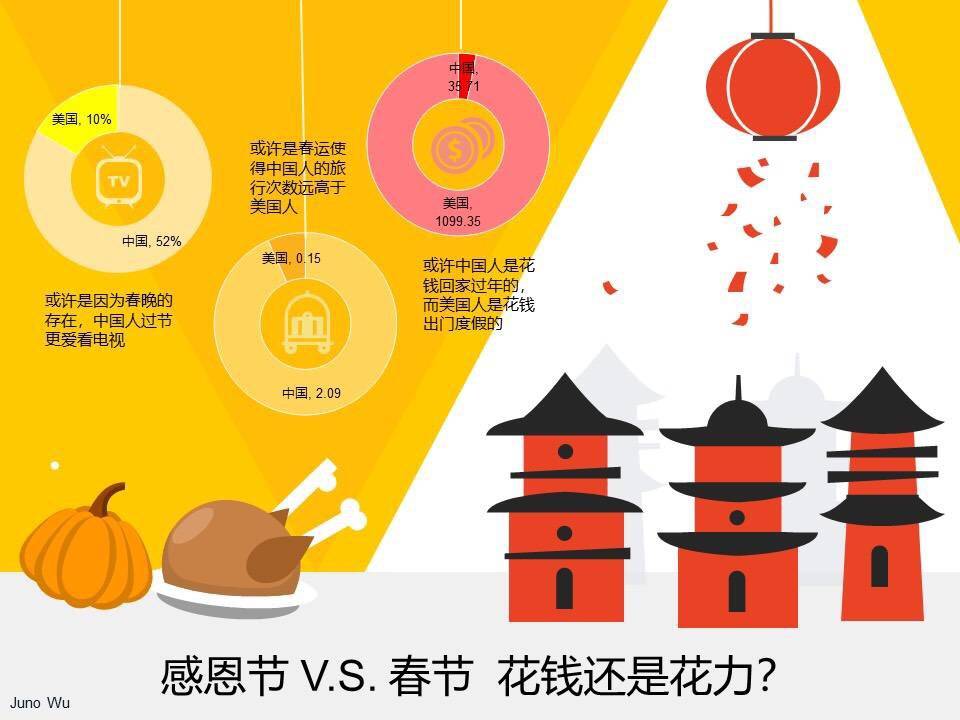 美国, 10%
TV
中国, 52%
或许是因为春晚的
存在，中国人过节
更爱看电视
或许是春运使
得中国人的旅
行次数远高于
美国人
美国, 0.15
中国, 2.09
中国,
35.71
$
美国,
1099.35
或许中国人是花
钱回家过年的，
而美国人是花钱
出门度假的
感恩节 V.S. 春节 花钱还是花力？
Juno Wu